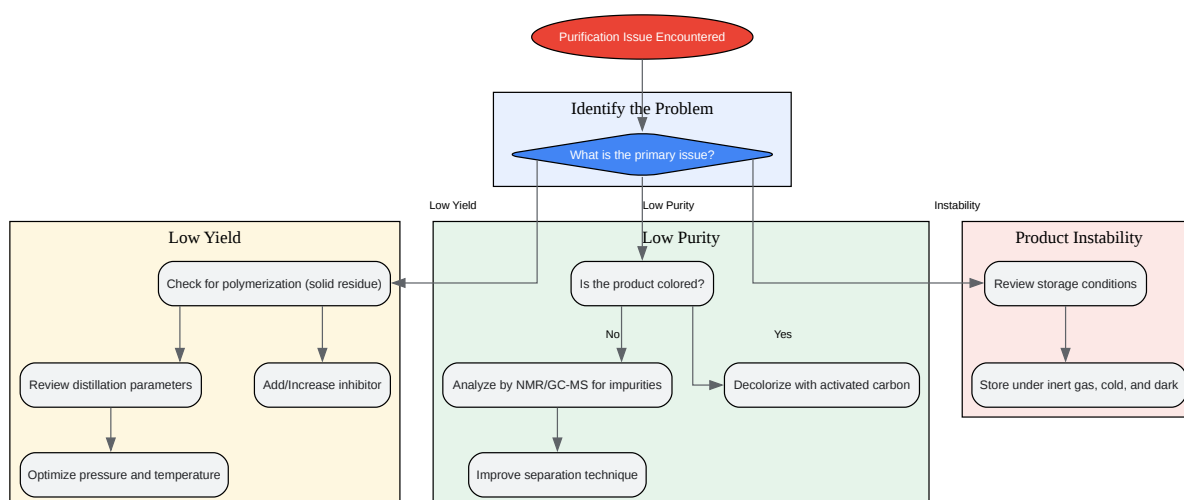 Purification Issue Encountered
Identify the Problem
What is the primary issue?
Low Yield
Low Purity
Instability
Low Yield
Low Purity
Product Instability
Check for polymerization (solid residue)
Is the product colored?
Review storage conditions
No
Yes
Review distillation parameters
Add/Increase inhibitor
Analyze by NMR/GC-MS for impurities
Decolorize with activated carbon
Store under inert gas, cold, and dark
Optimize pressure and temperature
Improve separation technique